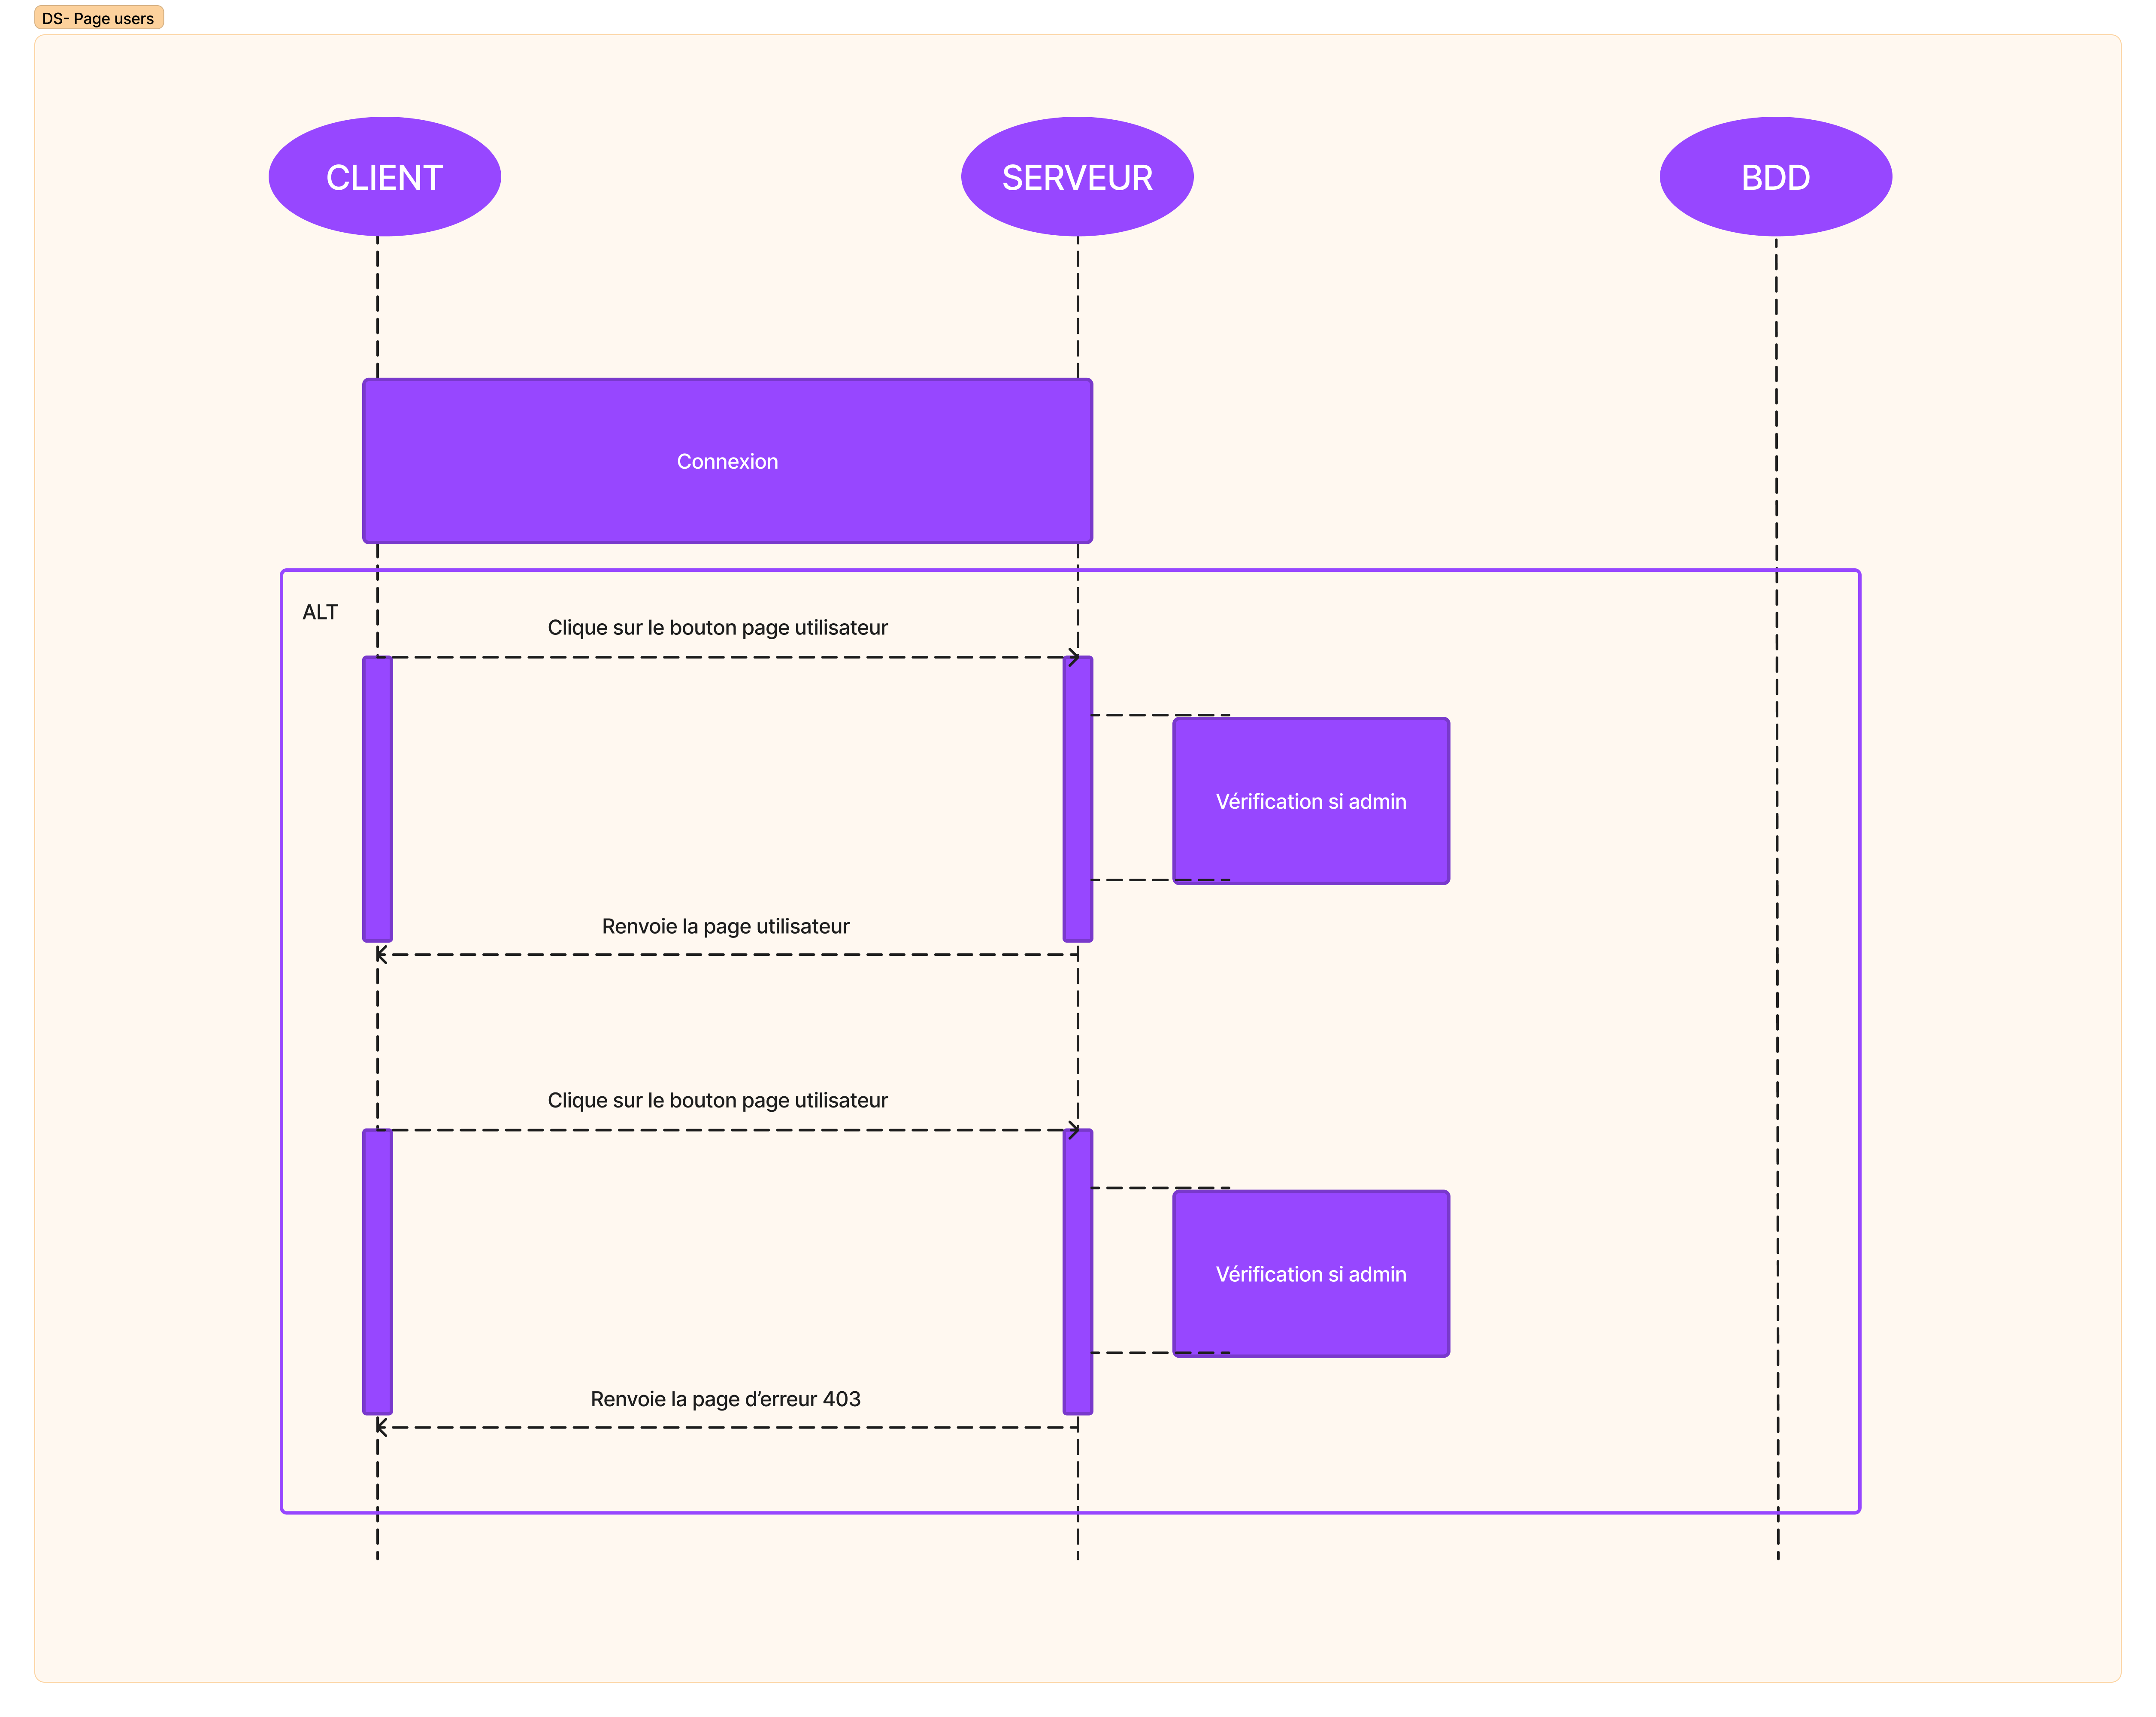 DS- Page users
CLIENT
SERVEUR
BDD
Connexion
ALT
Clique sur le bouton page utilisateur
Vérification si admin
Renvoie la page utilisateur
Clique sur le bouton page utilisateur
Vérification si admin
Renvoie la page d’erreur 403